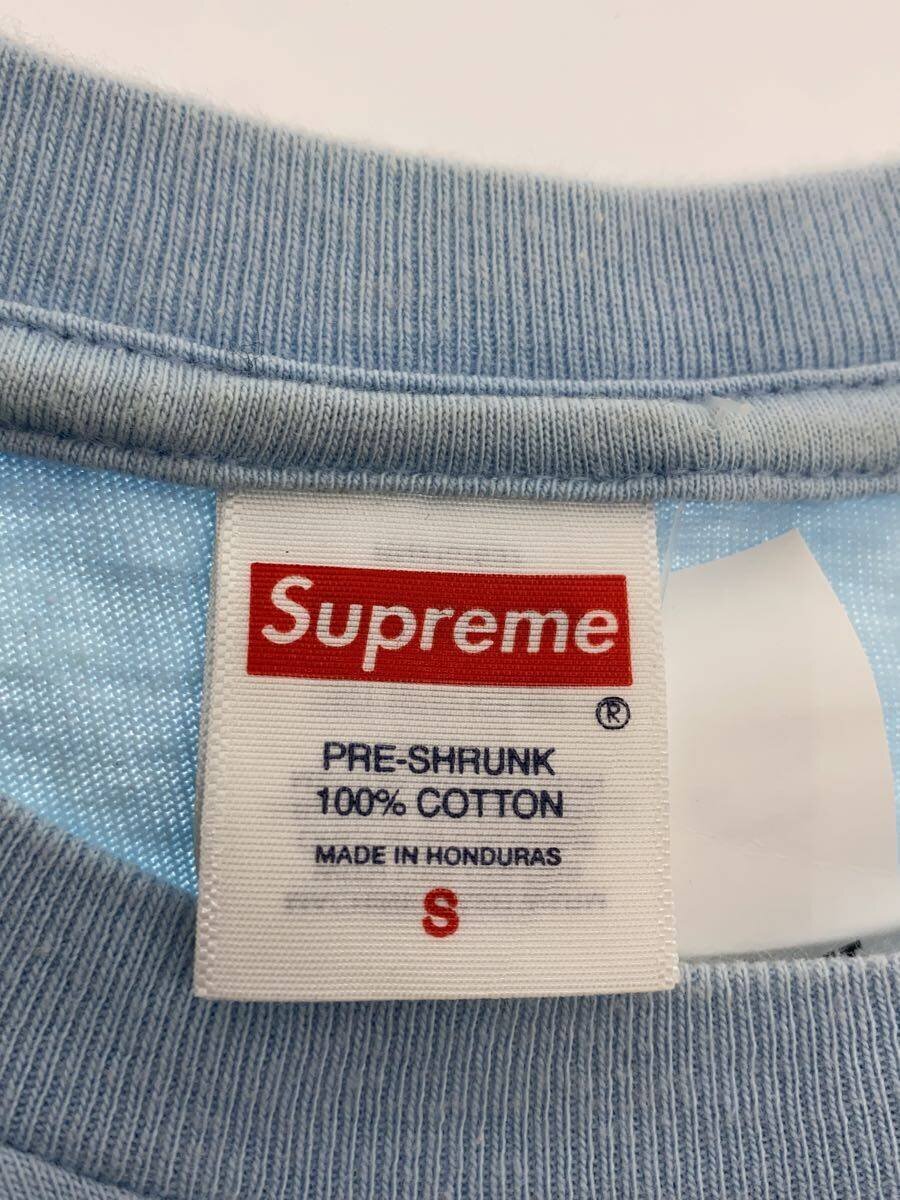 Supreme
®
PRE-SHRUNK
100% COTTON
MADE IN HONDURAS
S